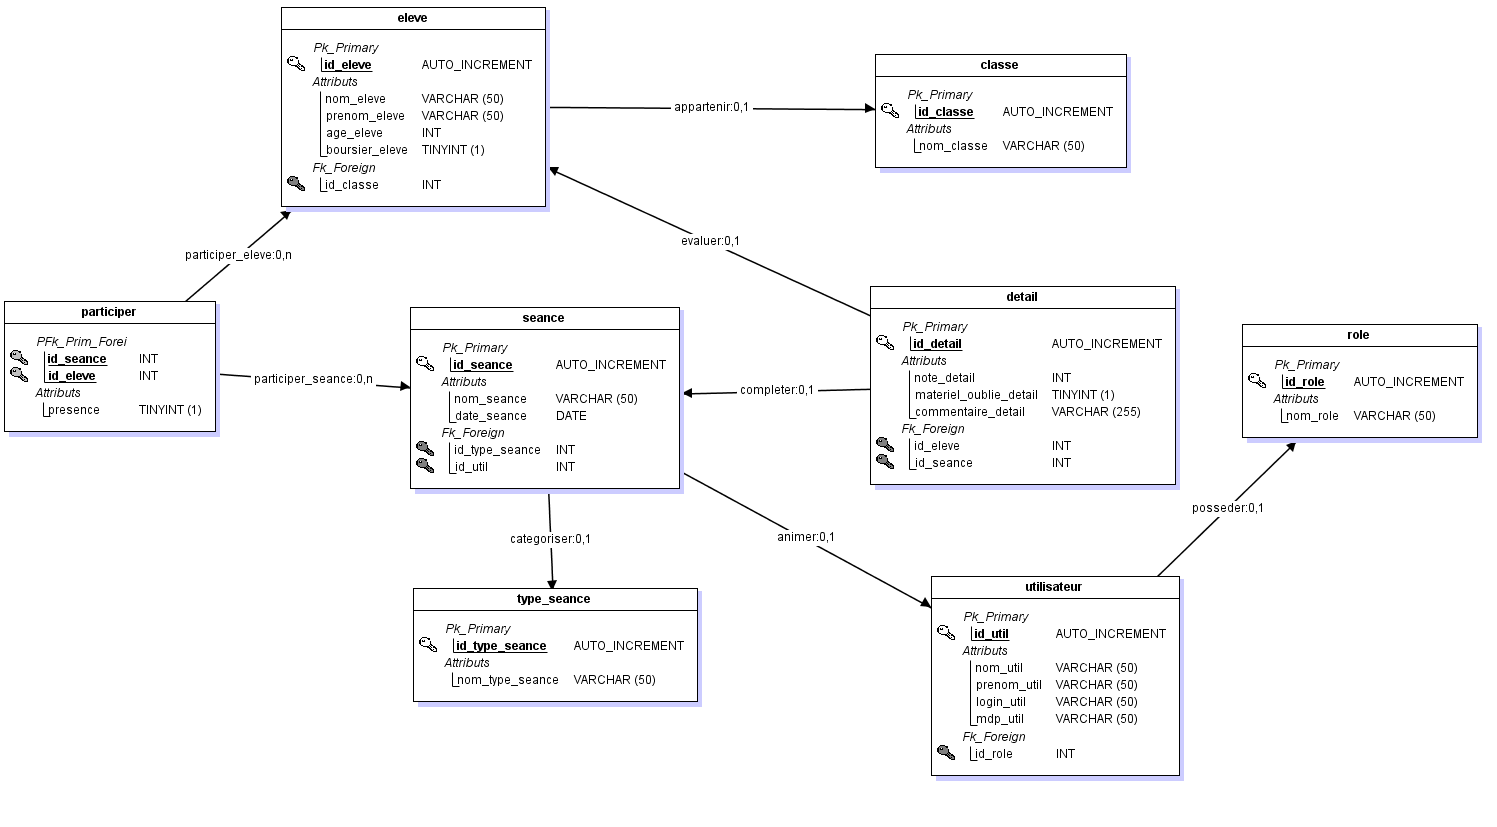 eleve
Pk_Primary
id_eleve AUTO_INCREMENT
Attributs
nom_eleve VARCHAR (50)
prenom_eleve VARCHAR (50)
age_eleve INT
boursier_eleve TINYINT (1)
Fk_Foreign
id_classe INT
appartenir:0,1
classe
Pk_Primary
id_classe AUTO_INCREMENT
Attributs
nom_classe VARCHAR (50)
participer_eleve:0,n
evaluer:0,1
participer
PFk_Prim_Forei
id_seance INT
id_eleve INT
Attributs
presence TINYINT (1)
participer_seance:0,n
seance
Pk_Primary
id_seance AUTO_INCREMENT
Attributs
nom_seance VARCHAR (50)
date_seance DATE
Fk_Foreign
id_type_seance INT
id_util INT
completer:0,1
detail
Pk_Primary
id_detail AUTO_INCREMENT
Attributs
note_detail INT
materiel_oublie_detail TINYINT (1)
commentaire_detail VARCHAR (255)
Fk_Foreign
id_eleve INT
id_seance INT
role
Pk_Primary
id_role AUTO_INCREMENT
Attributs
nom_role VARCHAR (50)
categoriser:0,1
animer:0,1
posseder:0,1
type_seance
Pk_Primary
id_type_seance AUTO_INCREMENT
Attributs
nom_type_seance VARCHAR (50)
utilisateur
Pk_Primary
id_util AUTO_INCREMENT
Attributs
nom_util VARCHAR (50)
prenom_util VARCHAR (50)
login_util VARCHAR (50)
mdp_util VARCHAR (50)
Fk_Foreign
id_role INT